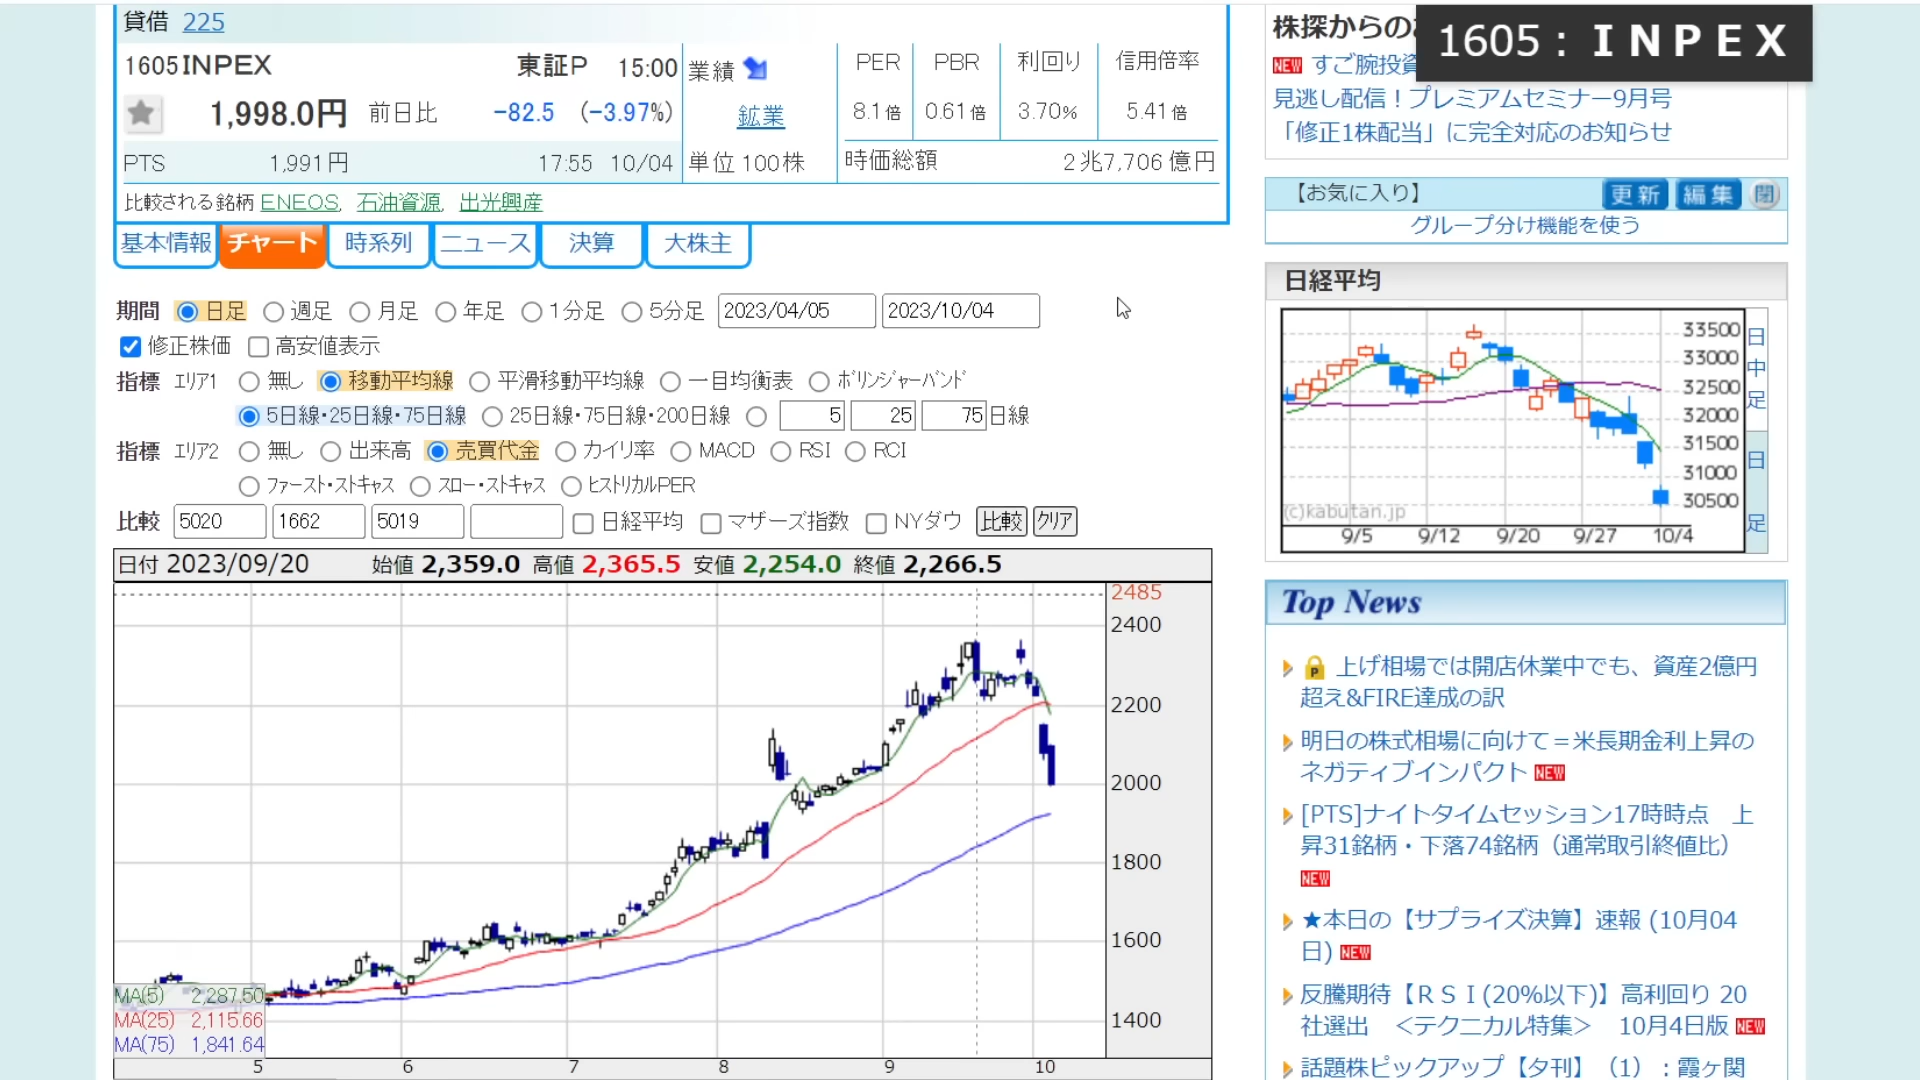 貸借 225
1605 INPEX 東証P 15:00
1,998.0円 前日比 -82.5 (-3.97%)
PTS 1,991円 17:55 10/04
業績
鉱業
単位 100株
PER PBR 利回り 信用倍率
8.1倍 0.61倍 3.70% 5.41倍
時価総額 2兆7,706億円
比較される銘柄 ENEOS, 石油資源, 出光興産
基本情報 チャート 時系列 ニュース 決算 大株主
期間 日足 週足 月足 年足 1分足 5分足 2023/04/05 2023/10/04
修正株価 高安値表示
指標 エリア1 無し 移動平均線 平滑移動平均線 一目均衡表 ボリンジャーバンド
5日線・25日線・75日線 25日線・75日線・200日線 5 25 75日線
指標 エリア2 無し 出来高 売買代金 カイリ率 MACD RSI RCI
ファースト・ストキャス スロー・ストキャス ヒストリカルPER
比較 5020 1662 5019 日経平均 マザーズ指数 NYダウ 比較 クリア
日付 2023/09/20 始値 2,359.0 高値 2,365.5 安値 2,254.0 終値 2,266.5
2485
2400
2200
2000
1800
1600
1400
MA(5) 2,287.50
MA(25) 2,115.66
MA(75) 1,841.64
5 6 7 8 9 10
1605:INPEX
株探からのお
NEW すご腕投資
見逃し配信!プレミアムセミナー9月号
「修正1株配当」に完全対応のお知らせ
【お気に入り】 更新 編集 閉
グループ分け機能を使う
日経平均
33500
33000
32500
32000
31500
31000
30500
(c)kabutan.jp
9/5 9/12 9/20 9/27 10/4
日
中
足
日
足
Top News
上げ相場では開店休業中でも、資産2億円
超え&FIRE達成の訳
明日の株式相場に向けて=米長期金利上昇の
ネガティブインパクト NEW
[PTS]ナイトタイムセッション17時時点 上
昇31銘柄・下落74銘柄(通常取引終値比)
NEW
★本日の【サプライズ決算】速報 (10月04
日) NEW
反騰期待【RSI(20%以下)】高利回り 20
社選出 <テクニカル特集> 10月4日版 NEW
話題株ピックアップ【夕刊】(1):霞ヶ関